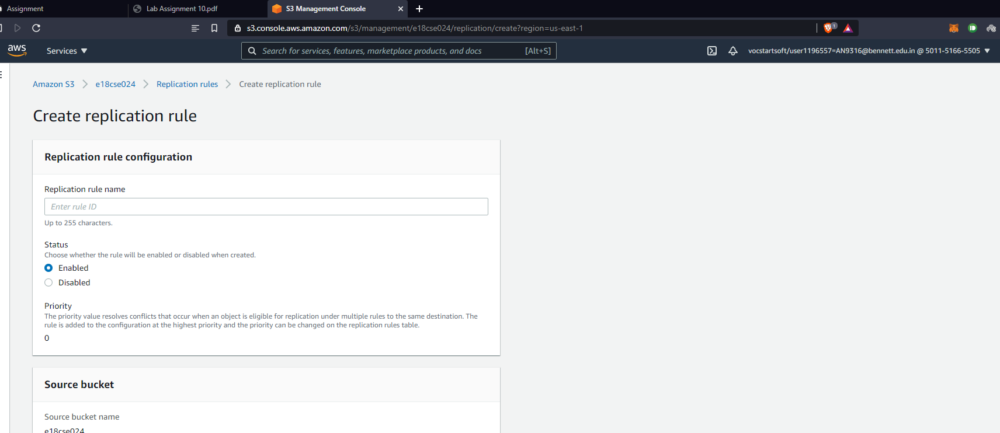 Assignment
Lab Assignment 10.pdf
S3 Management Console
s3.console.aws.amazon.com/s3/management/e18cse024/replication/create?region=us-east-1
1
aws
Services
Search for services, features, marketplace products, and docs
[Alt+S]
vocstartsoft/user1196557=AN9316@bennett.edu.in @ 5011-5166-5505
Amazon S3
e18cse024
Replication rules
Create replication rule
Create replication rule
Replication rule configuration
Replication rule name
Enter rule ID
Up to 255 characters.
Status
Choose whether the rule will be enabled or disabled when created.
Enabled
Disabled
Priority
The priority value resolves conflicts that occur when an object is eligible for replication under multiple rules to the same destination. The
rule is added to the configuration at the highest priority and the priority can be changed on the replication rules table.
0
Source bucket
Source bucket name
e18cse024